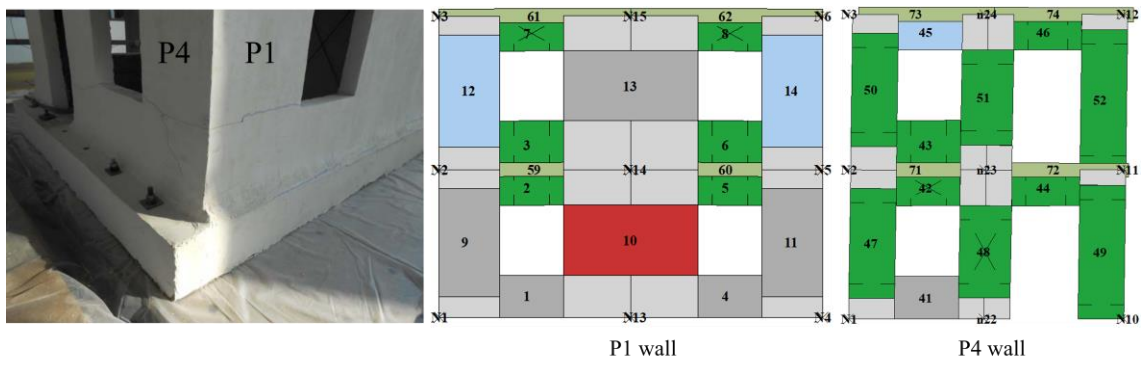 P4 P1
N3 61 N15 62 N6
7 8
12 13 14
3 6
N2 59 N14 60 N5
2 5
9 10 11
1 4
N1 N13 N4
P1 wall
N3 73 n24 74 N12
45 46
50 51 52
43
N2 71 n23 72 N11
42 44
47 48 49
41
N1 n22 N10
P4 wall